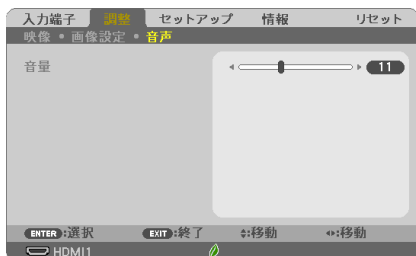 入力端子 調整 セットアップ 情報 リセット
映像 • 画像設定 • 音声
音量 11
ENTER:選択 EXIT:終了 :移動 :移動
HDMI1